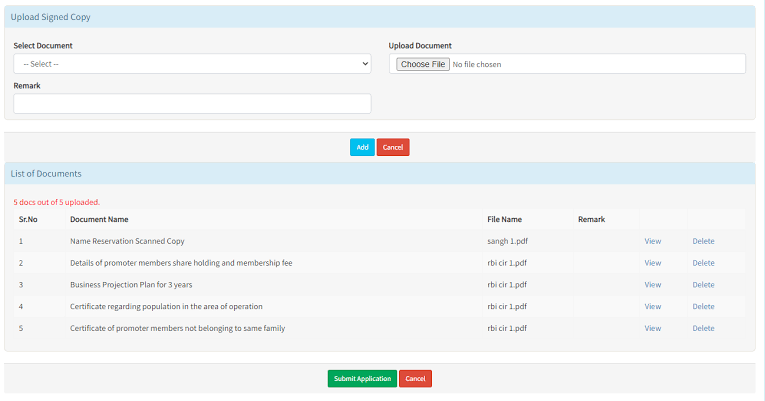 Upload Signed Copy
Select Document Upload Document
-- Select -- Choose File No file chosen
Remark
Add Cancel
List of Documents
5 docs out of 5 uploaded.
Sr.No Document Name File Name Remark
1 Name Reservation Scanned Copy sangh 1.pdf View Delete
2 Details of promoter members share holding and membership fee rbi cir 1.pdf View Delete
3 Business Projection Plan for 3 years rbi cir 1.pdf View Delete
4 Certificate regarding population in the area of operation rbi cir 1.pdf View Delete
5 Certificate of promoter members not belonging to same family rbi cir 1.pdf View Delete
Submit Application Cancel